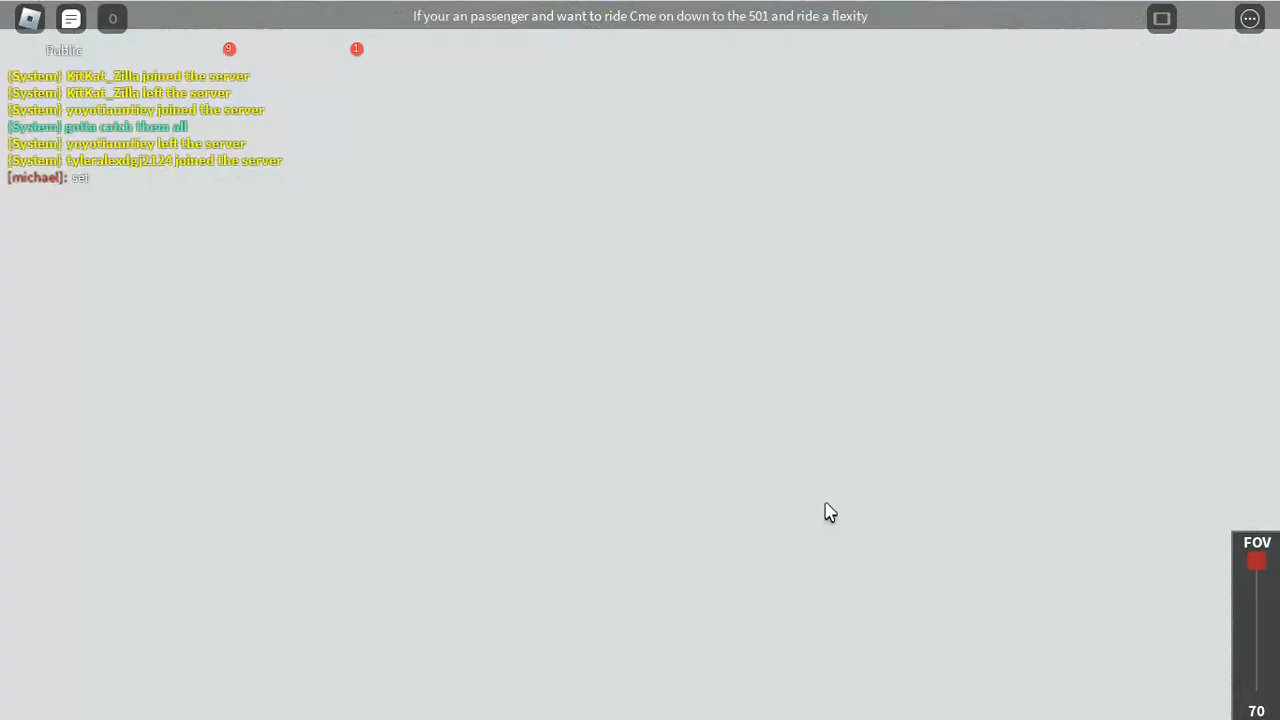 0
If your an passenger and want to ride Cme on down to the 501 and ride a flexity
Public
9
1
{System} KitKat_Zilla joined the server
{System} KitKat_Zilla left the server
{System} yoyotiauntiey joined the server
{System} gotta catch them all
{System} yoyotiauntiey left the server
{System} tyleralexdgj2124 joined the server
[michael]: set
FOV
70